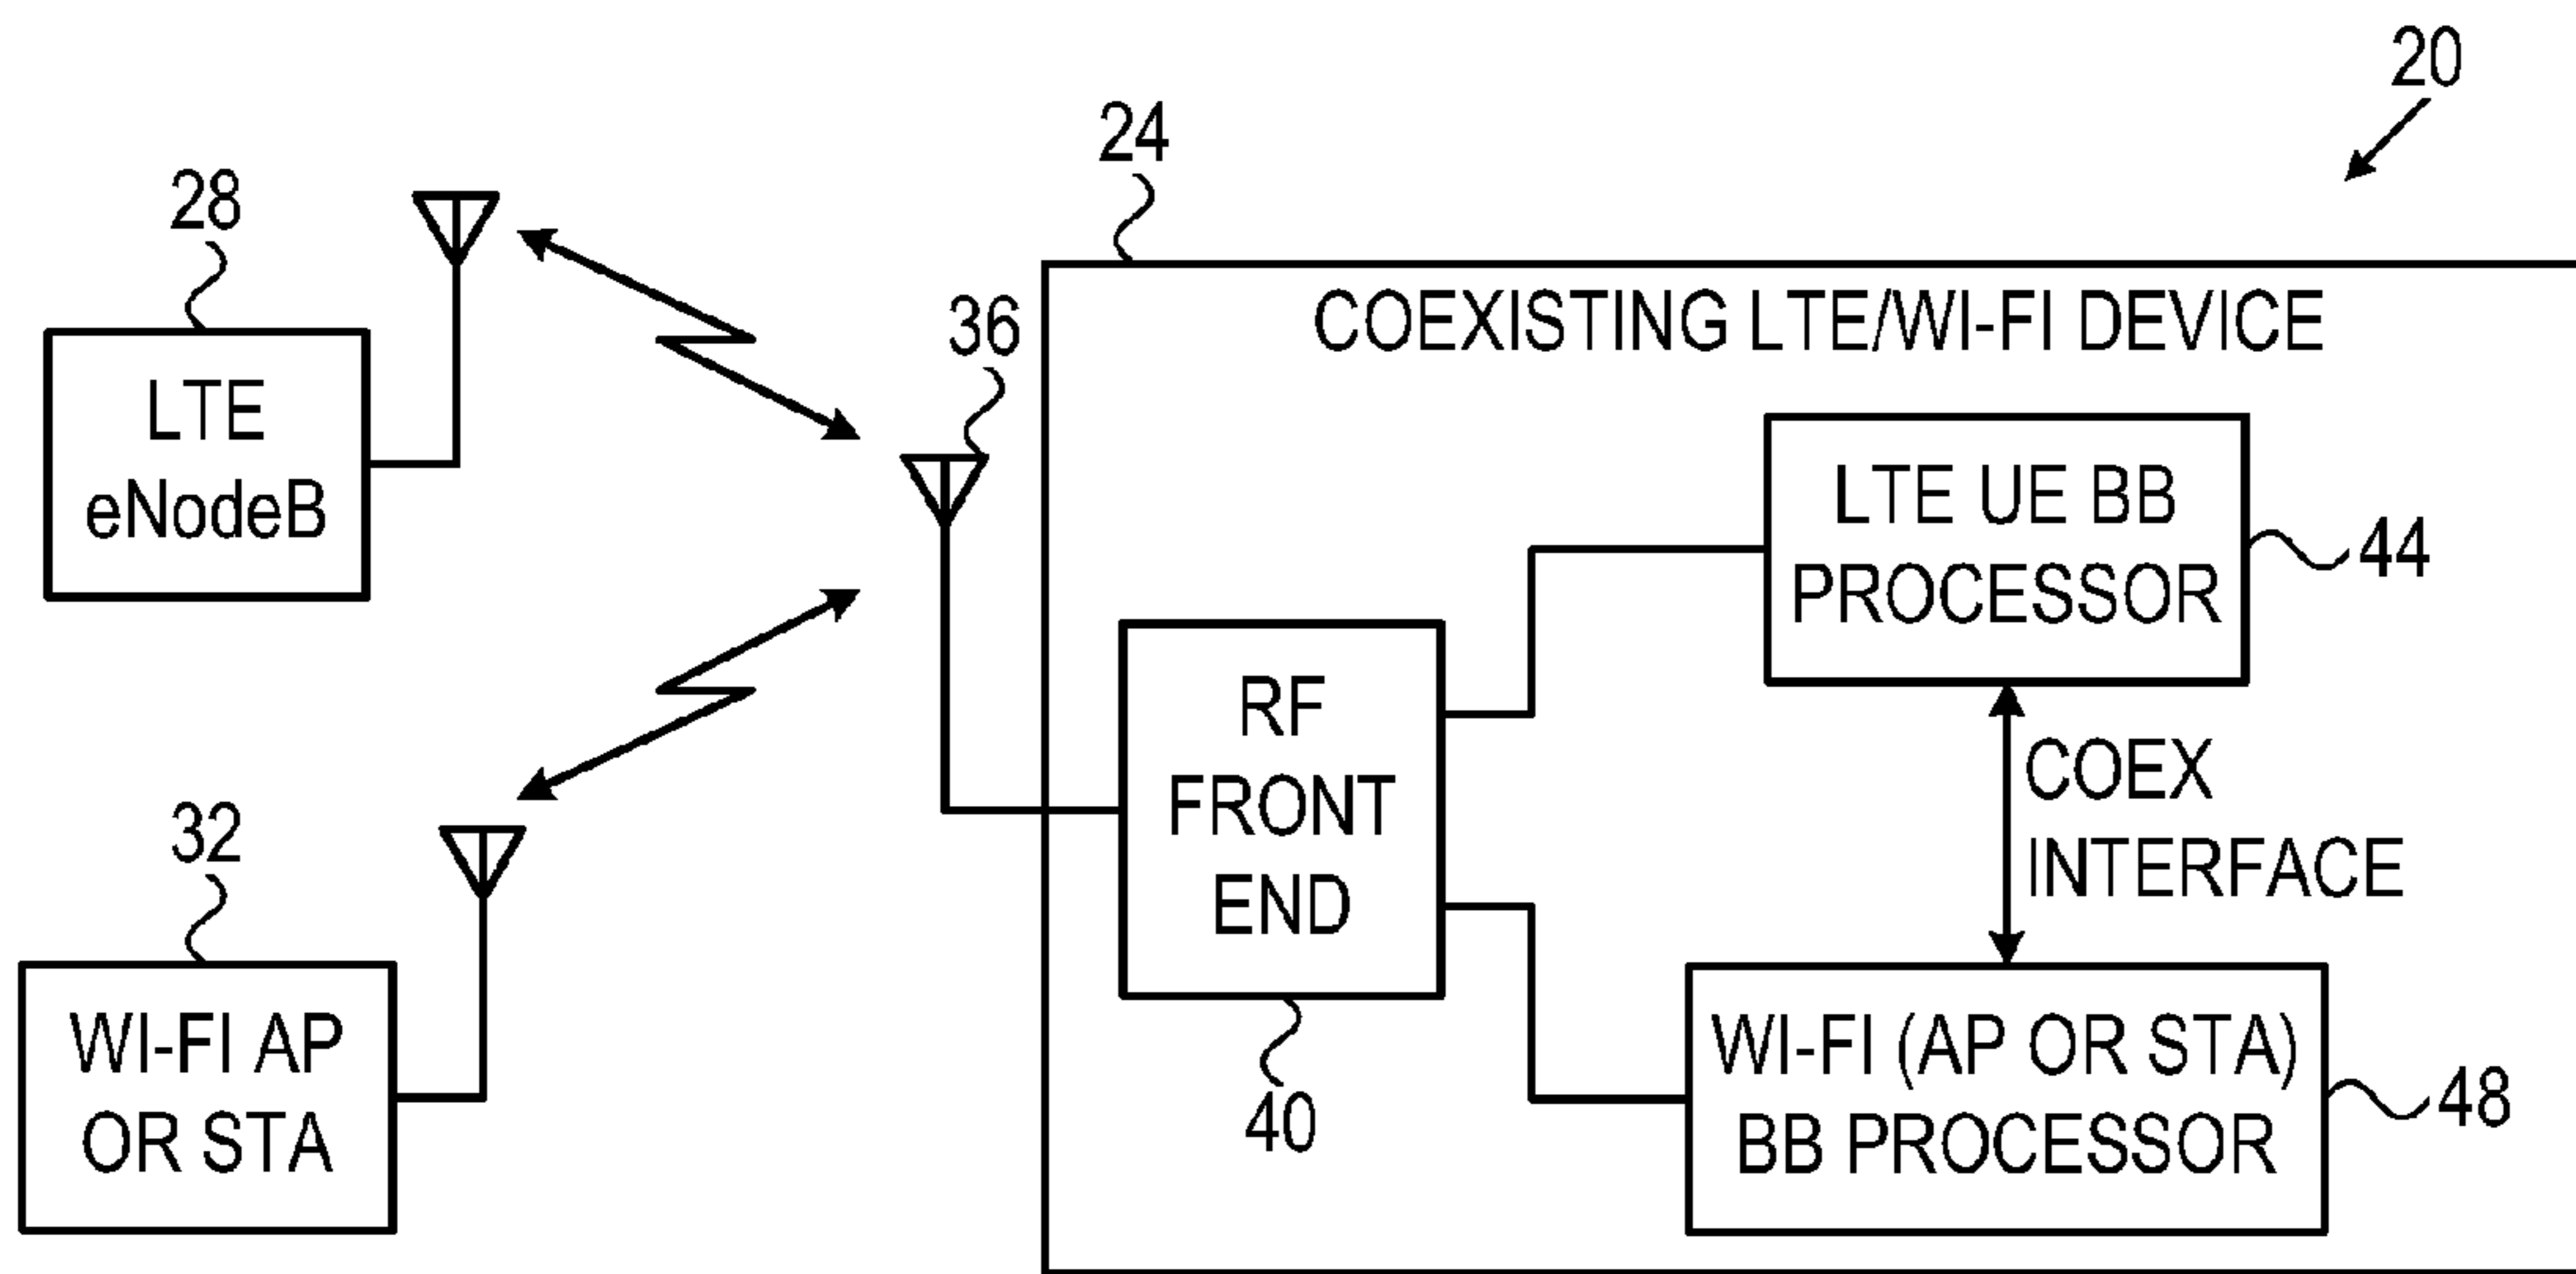 20
24
28
36
COEXISTING LTE/WI-FI DEVICE
LTE
eNodeB
LTE UE BB
PROCESSOR
44
RF
FRONT
END
COEX
INTERFACE
32
40
WI-FI AP
OR STA
WI-FI (AP OR STA)
BB PROCESSOR
48